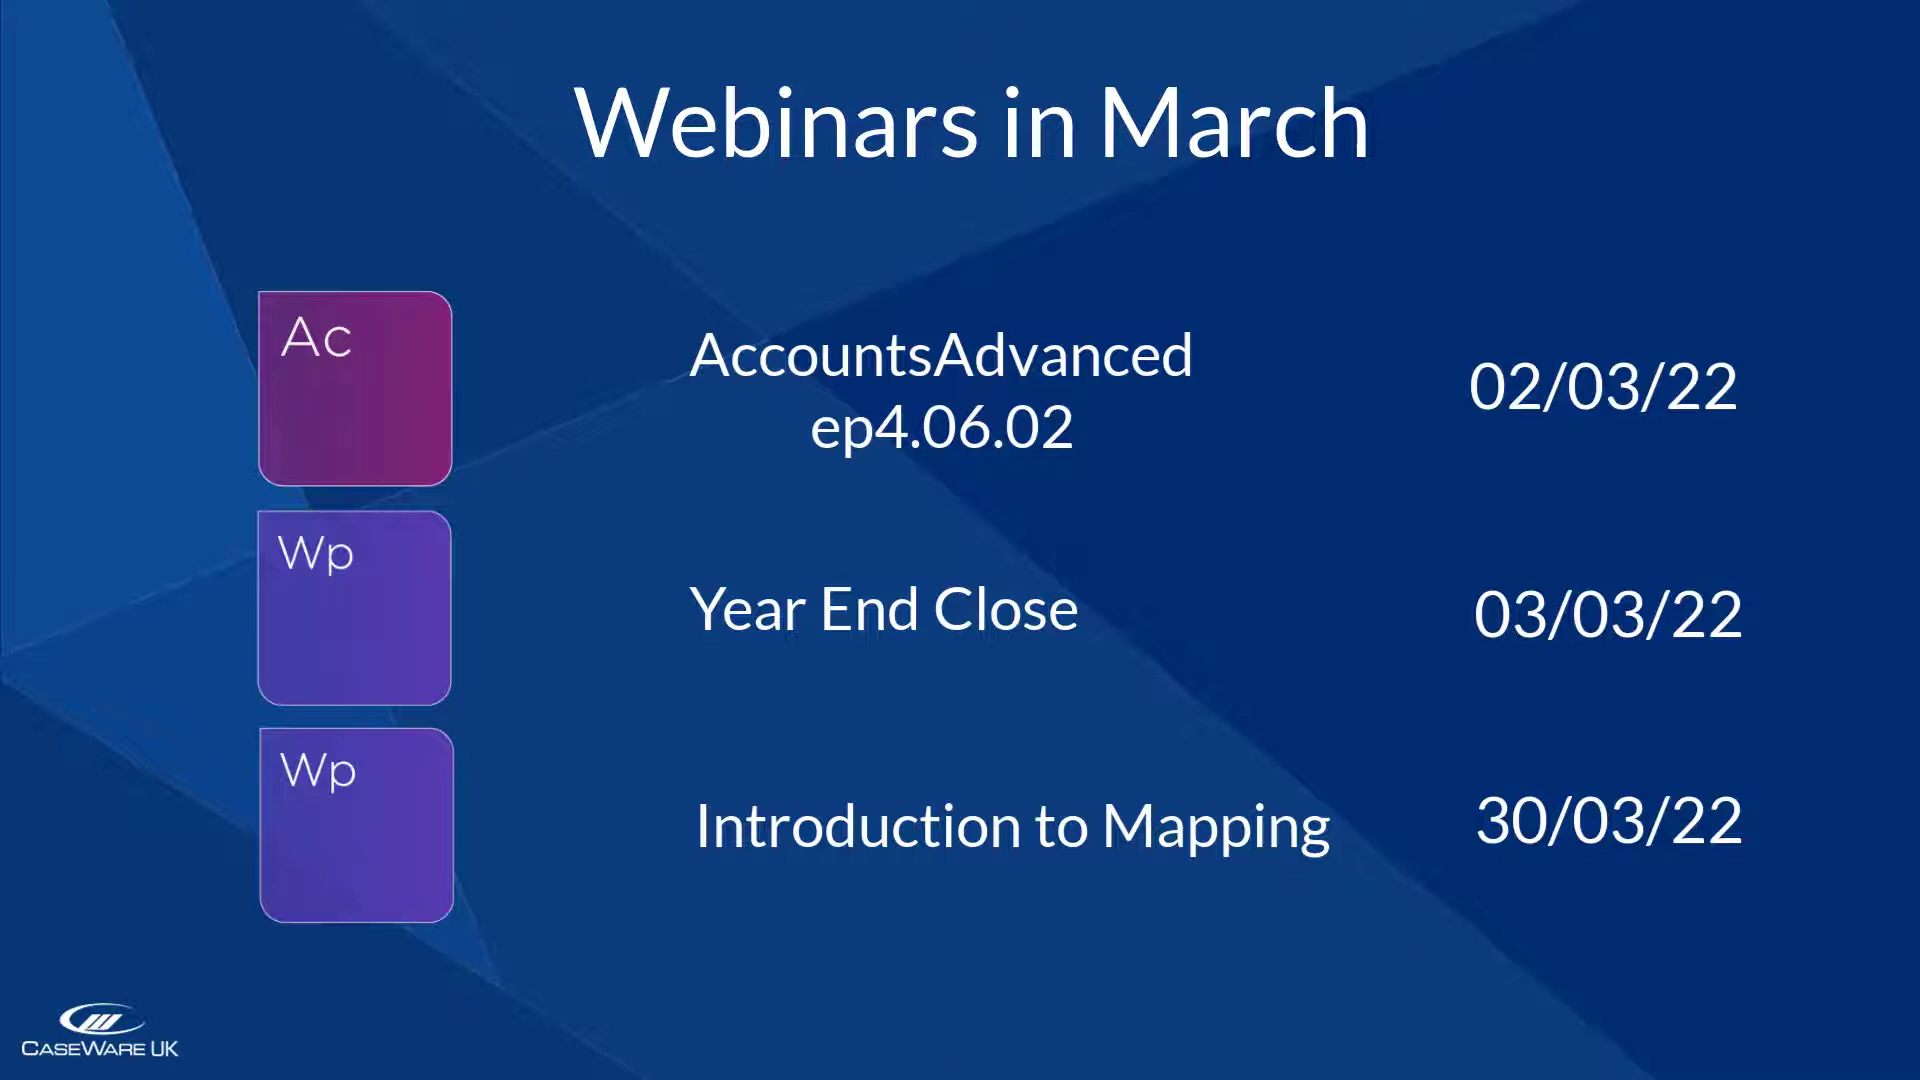 Webinars in March
Ac
AccountsAdvanced
ep4.06.02
02/03/22
Wp
Year End Close
03/03/22
Wp
Introduction to Mapping
30/03/22
CASEWARE UK